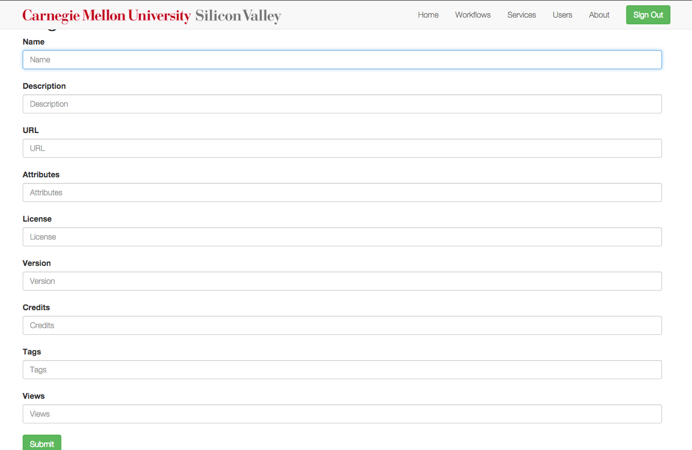 Carnegie Mellon University Silicon Valley Home Workflows Services Users About Sign Out
Name
Name
Description
Description
URL
URL
Attributes
Attributes
License
License
Version
Version
Credits
Credits
Tags
Tags
Views
Views
Submit